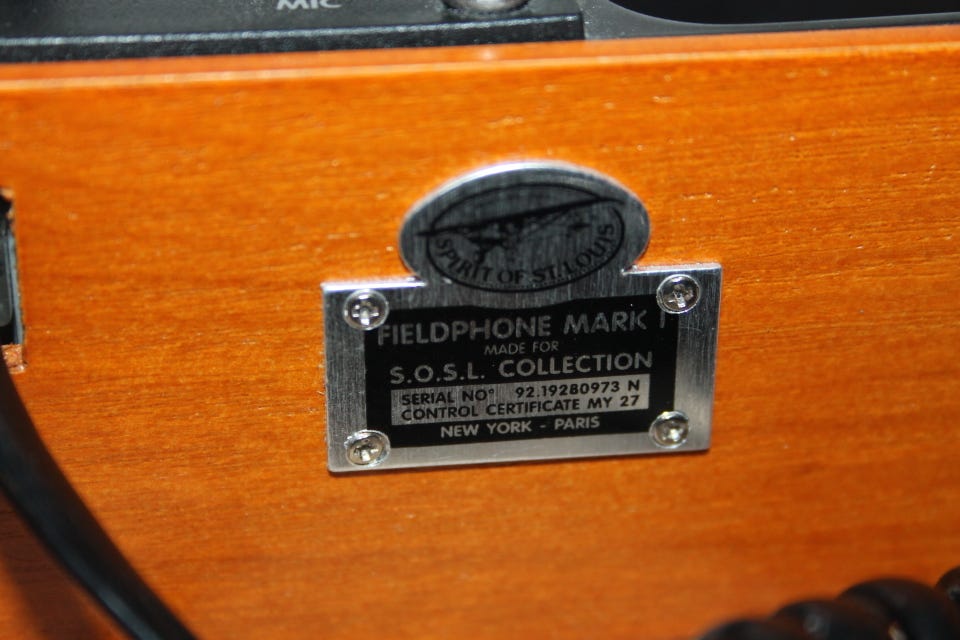 MIC
SPIRIT OF ST. LOUIS
FIELDPHONE MARK I
MADE FOR
S.O.S.L. COLLECTION
SERIAL NO° 92.19280973 N
CONTROL CERTIFICATE MY 27
NEW YORK - PARIS